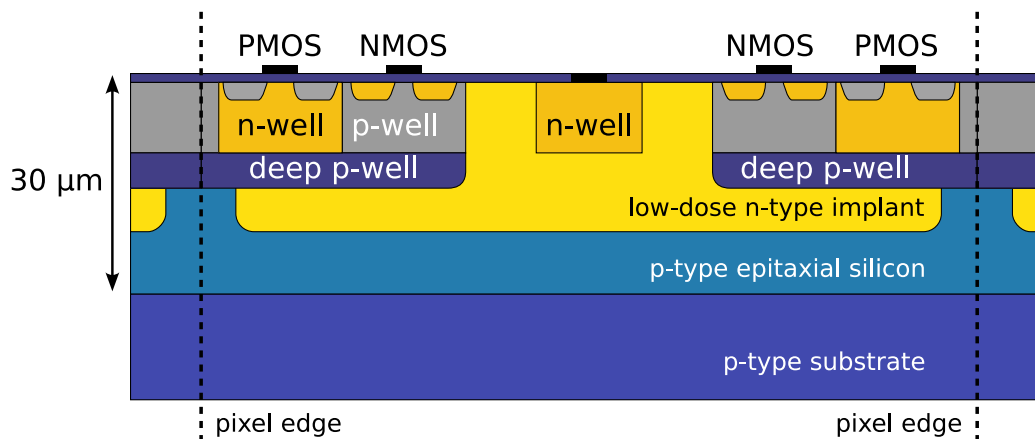 PMOS NMOS NMOS PMOS
n-well p-well n-well
deep p-well deep p-well
30 μm
low-dose n-type implant
p-type epitaxial silicon
p-type substrate
pixel edge pixel edge